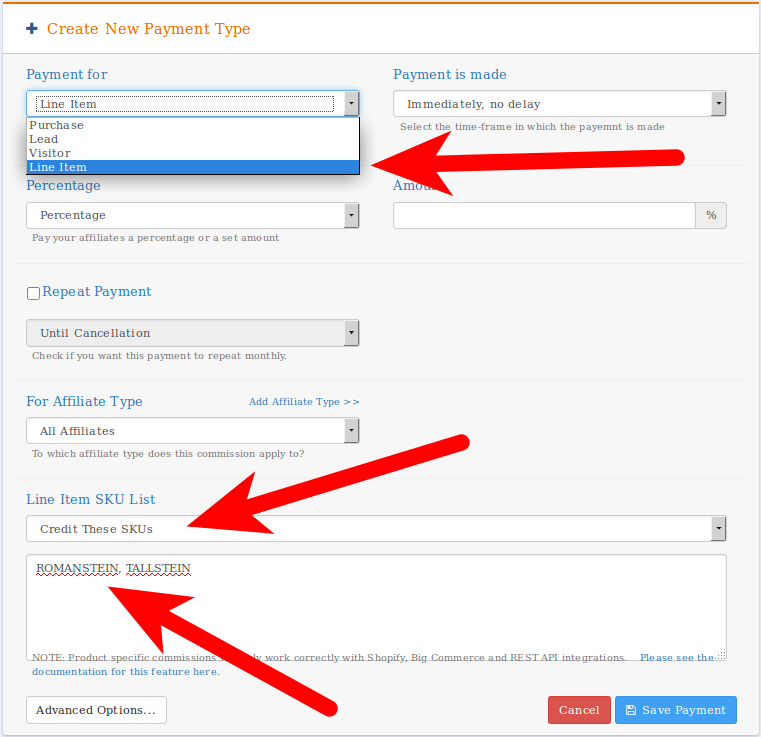 Create New Payment Type
Payment for
Payment is made
Line Item
Immediately, no delay
Purchase
Lead
Visitor
Line Item
Select the time-frame in which the payemnt is made
Percentage
Percentage
%
Pay your affiliates a percentage or a set amount
Repeat Payment
Until Cancellation
Check if you want this payment to repeat monthly.
For Affiliate Type
Add Affiliate Type >>
All Affiliates
To which affiliate type does this commission apply to?
Line Item SKU List
Credit These SKUs
ROMANSTEIN, TALLSTEIN
NOTE: Product specific commissions work correctly with Shopify, Big Commerce and REST API integrations. Please see the
documentation for this feature here.
Advanced Options...
Cancel
Save Payment